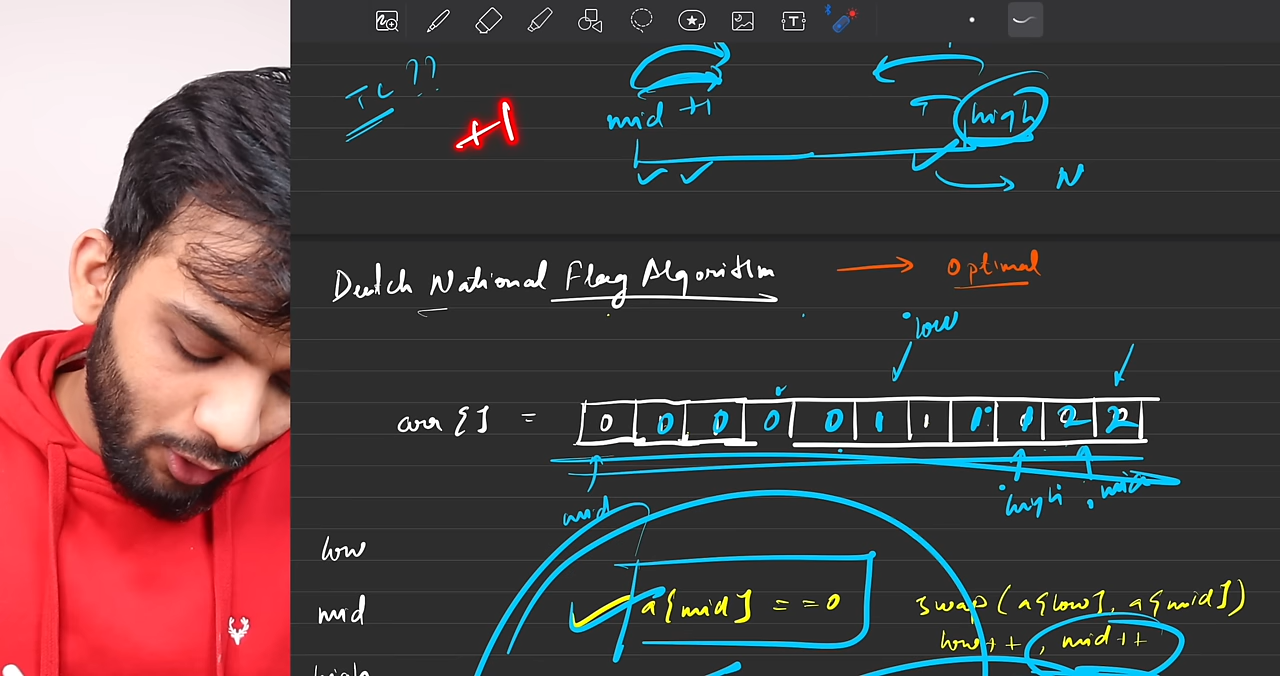 TC ??
+1
mid +1
high
N
Dutch National Flag Algorithm → Optimal
low
arr[] = 0 0 0 0 0 1 1 1 1 2 2
mid high mid
low
a[mid] == 0 swap(a[low], a[mid])
mid low++, mid++
high